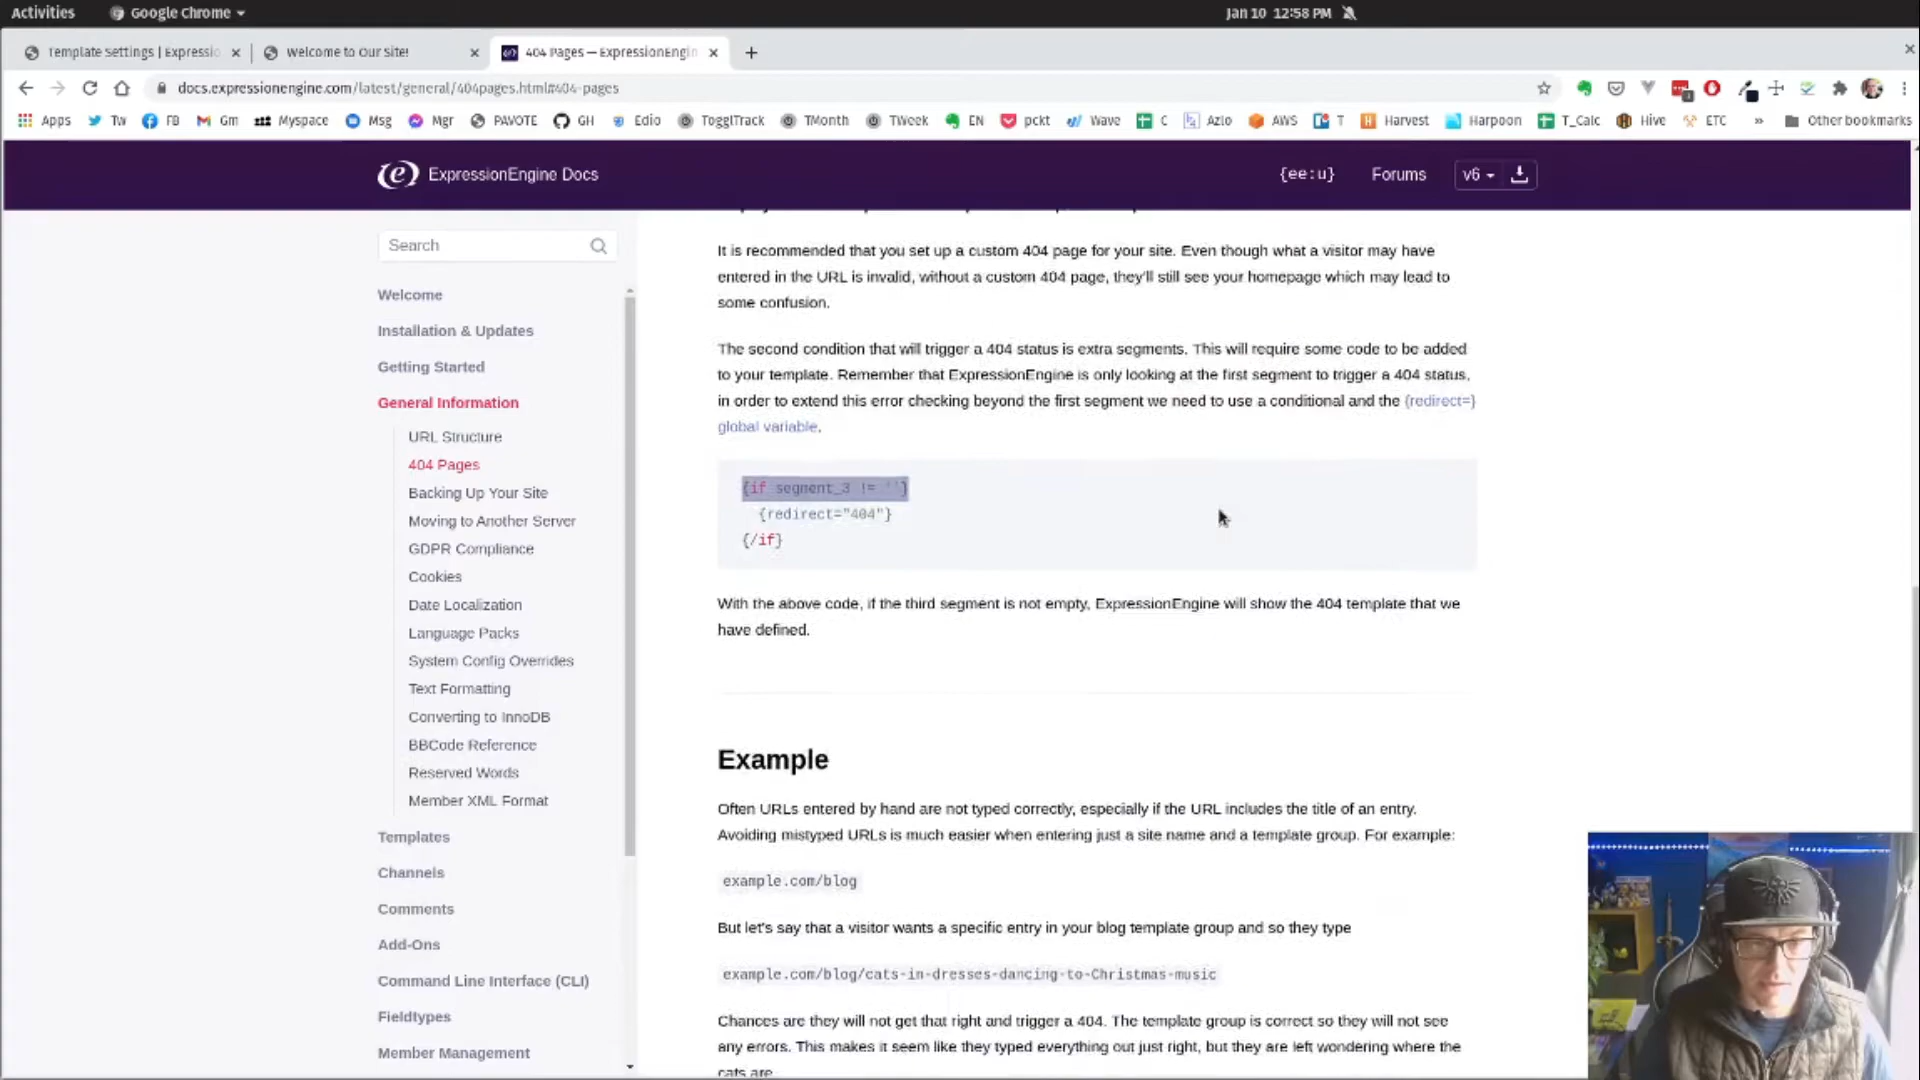 Activities
Google Chrome
Jan 10 12:58 PM
Template Settings | Expressio
Welcome to Our Site!
404 Pages — ExpressionEngin
docs.expressionengine.com/latest/general/404pages.html#404-pages
Apps
Tw
FB
Gm
Myspace
Msg
Mgr
PAVOTE
GH
Edio
TogglTrack
TMonth
TWeek
EN
pckt
Wave
C
Azlo
AWS
T
Harvest
Harpoon
T_Calc
Hive
ETC
»
Other bookmarks
ExpressionEngine Docs
{ee:u}
Forums
v6
Search
Welcome
Installation & Updates
Getting Started
General Information
URL Structure
404 Pages
Backing Up Your Site
Moving to Another Server
GDPR Compliance
Cookies
Date Localization
Language Packs
System Config Overrides
Text Formatting
Converting to InnoDB
BBCode Reference
Reserved Words
Member XML Format
Templates
Channels
Comments
Add-Ons
Command Line Interface (CLI)
Fieldtypes
Member Management
It is recommended that you set up a custom 404 page for your site. Even though what a visitor may have
entered in the URL is invalid, without a custom 404 page, they'll still see your homepage which may lead to
some confusion.
The second condition that will trigger a 404 status is extra segments. This will require some code to be added
to your template. Remember that ExpressionEngine is only looking at the first segment to trigger a 404 status,
in order to extend this error checking beyond the first segment we need to use a conditional and the {redirect=}
global variable.
{if segment_3 != ''}
{redirect="404"}
{/if}
With the above code, if the third segment is not empty, ExpressionEngine will show the 404 template that we
have defined.
Example
Often URLs entered by hand are not typed correctly, especially if the URL includes the title of an entry.
Avoiding mistyped URLs is much easier when entering just a site name and a template group. For example:
example.com/blog
But let's say that a visitor wants a specific entry in your blog template group and so they type
example.com/blog/cats-in-dresses-dancing-to-Christmas-music
Chances are they will not get that right and trigger a 404. The template group is correct so they will not see
any errors. This makes it seem like they typed everything out just right, but they are left wondering where the
cats are.